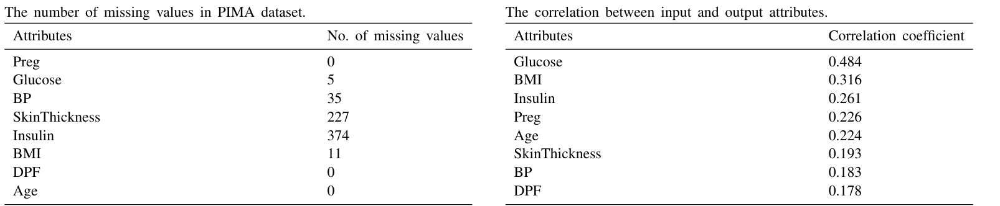 The number of missing values in PIMA dataset.
Attributes No. of missing values
Preg 0
Glucose 5
BP 35
SkinThickness 227
Insulin 374
BMI 11
DPF 0
Age 0
The correlation between input and output attributes.
Attributes Correlation coefficient
Glucose 0.484
BMI 0.316
Insulin 0.261
Preg 0.226
Age 0.224
SkinThickness 0.193
BP 0.183
DPF 0.178